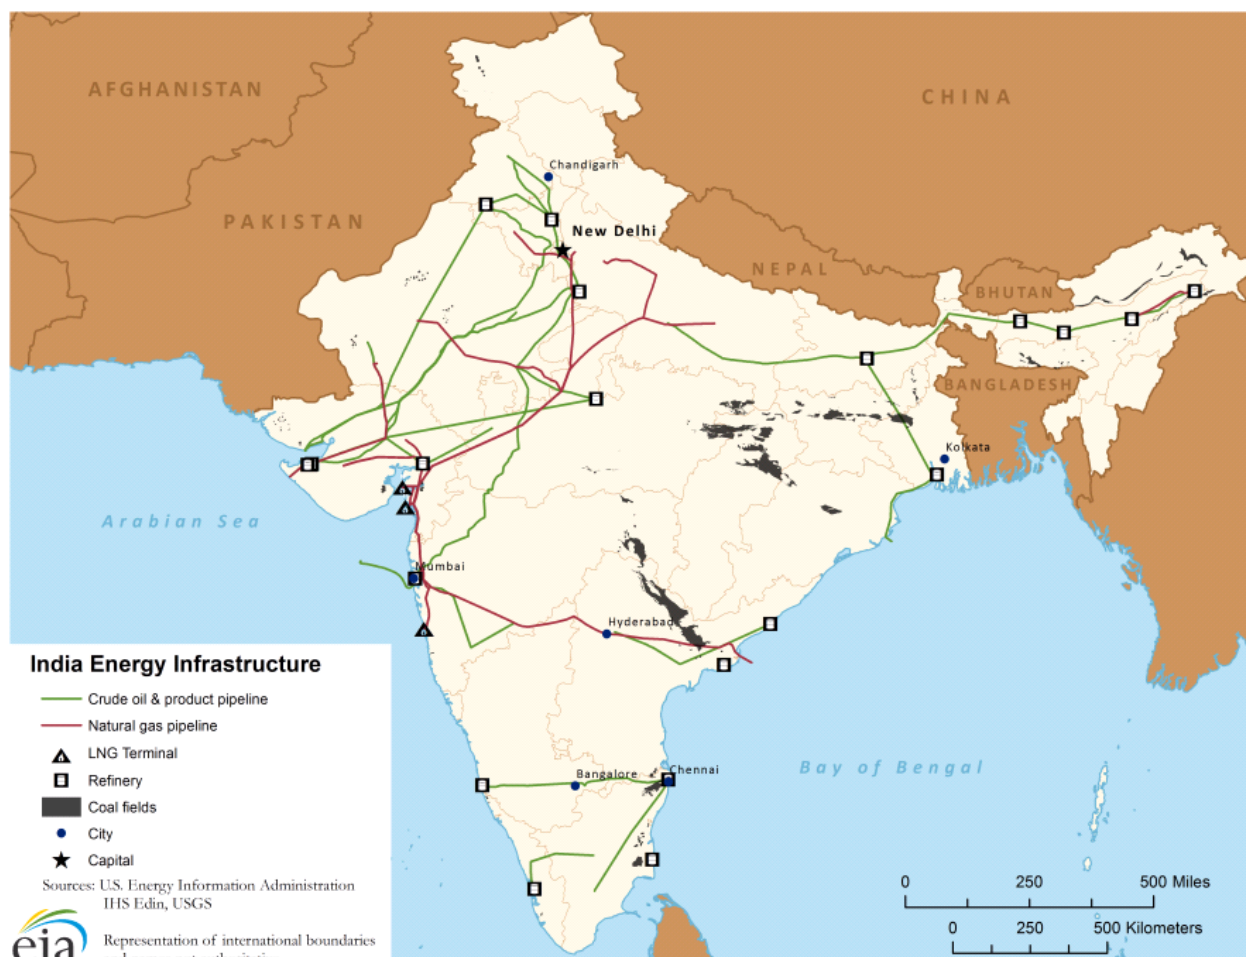 AFGHANISTAN
CHINA
Chandigarh
PAKISTAN
New Delhi
NEPAL
BHUTAN
BANGLADESH
Kolkata
Arabian Sea
Mumbai
Hyderabad
India Energy Infrastructure
Crude oil & product pipeline
Natural gas pipeline
LNG Terminal
Refinery
Coal fields
City
Capital
Sources: U.S. Energy Information Administration
IHS Edin, USGS
eia
Representation of international boundaries
Bangalore
Chennai
Bay of Bengal
0 250 500 Miles
0 250 500 Kilometers